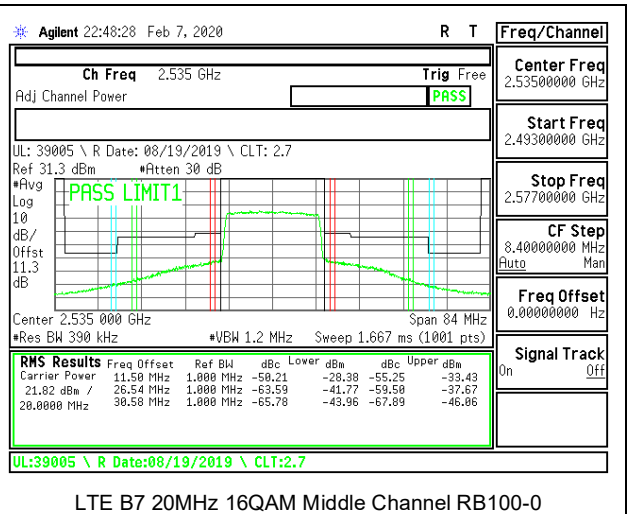 Agilent 22:48:28 Feb 7, 2020 R T
Freq/Channel
Ch Freq 2.535 GHz Trig Free
Adj Channel Power PASS
Center Freq
2.53500000 GHz
Start Freq
2.49300000 GHz
Stop Freq
2.57700000 GHz
CF Step
8.40000000 MHz
Auto Man
Freq Offset
0.00000000 Hz
Signal Track
On Off
UL: 39005 \ R Date: 08/19/2019 \ CLT: 2.7
Ref 31.3 dBm #Atten 30 dB
#Avg
Log
10
dB/
Offst
11.3
dB
PASS LIMIT1
Center 2.535 000 GHz Span 84 MHz
#Res BW 390 kHz #VBW 1.2 MHz Sweep 1.667 ms (1001 pts)
RMS Results Freq Offset Ref BW dBc Lower dBm dBc Upper dBm
Carrier Power 11.50 MHz 1.000 MHz -50.21 -28.38 -55.25 -33.43
21.82 dBm / 26.54 MHz 1.000 MHz -63.59 -41.77 -59.50 -37.67
20.0000 MHz 30.58 MHz 1.000 MHz -65.78 -43.96 -67.89 -46.06
UL:39005 \ R Date:08/19/2019 \ CLT:2.7
LTE B7 20MHz 16QAM Middle Channel RB100-0